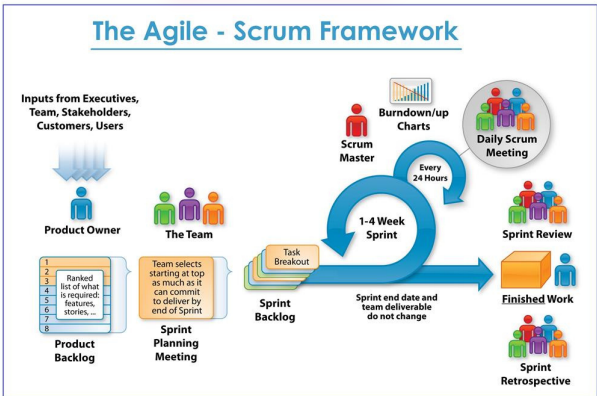 The Agile - Scrum Framework
Inputs from Executives,
Team, Stakeholders,
Customers, Users
Product Owner
The Team
1
2
3
4
5
6
7
8
Ranked
list of what
is required:
features,
stories, ...
Product
Backlog
Team selects
starting at top
as much as it
can commit
to deliver by
end of Sprint
Sprint
Planning
Meeting
Task
Breakout
Sprint
Backlog
Scrum
Master
Burndown/up
Charts
Every
24 Hours
1-4 Week
Sprint
Sprint end date and
team deliverable
do not change
Daily Scrum
Meeting
Sprint Review
Finished Work
Sprint
Retrospective